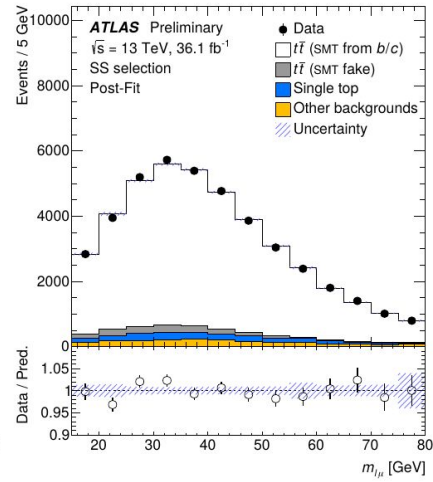 Events / 5 GeV
10000
8000
6000
4000
2000
0
ATLAS Preliminary
√s = 13 TeV, 36.1 fb⁻¹
SS selection
Post-Fit
Data
tt̄ (SMT from b/c)
tt̄ (SMT fake)
Single top
Other backgrounds
Uncertainty
Data / Pred.
1.05
1
0.95
0.9
20 30 40 50 60 70 80
m_lμ [GeV]